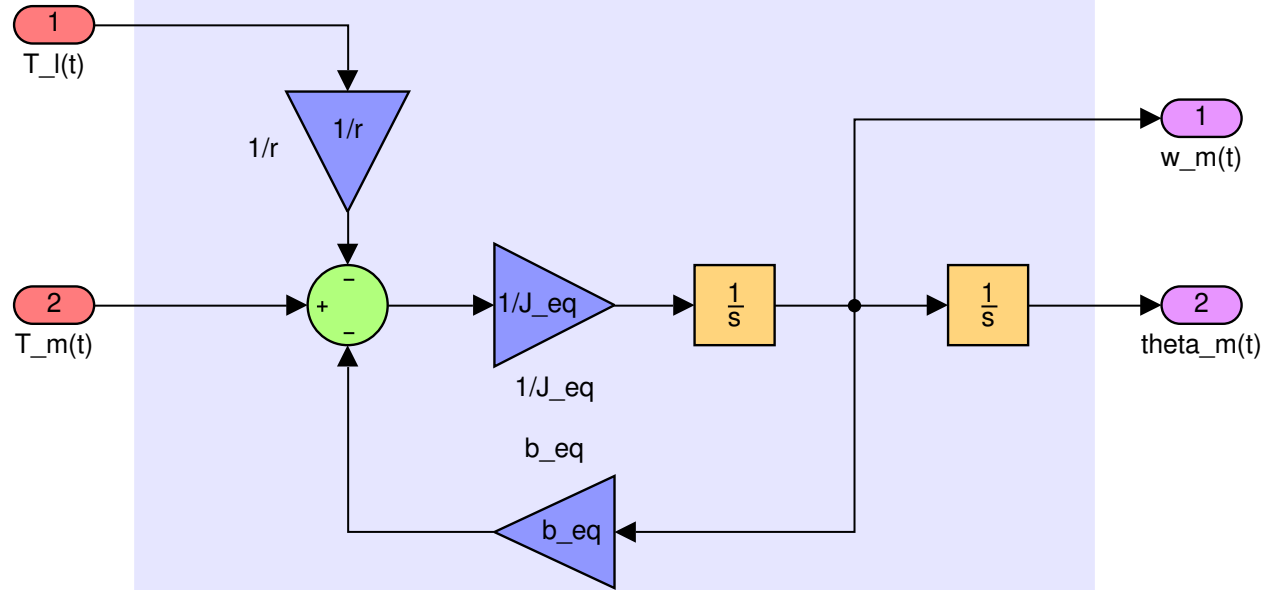 1
T_l(t)
1/r
1/r
1
w_m(t)
−
+
−
2
T_m(t)
1/J_eq
1/J_eq
1
s
1
s
2
theta_m(t)
b_eq
b_eq